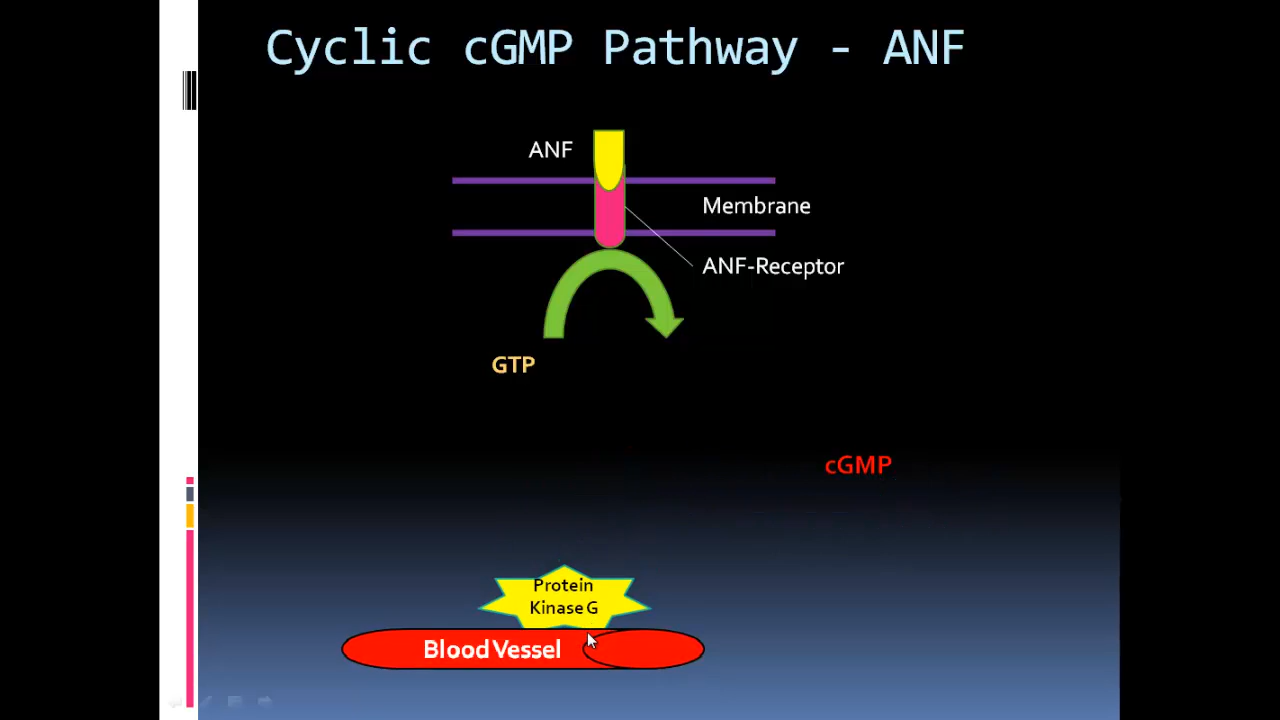 Cyclic cGMP Pathway - ANF
ANF
Membrane
ANF-Receptor
GTP
cGMP
Protein
Kinase G
Blood Vessel